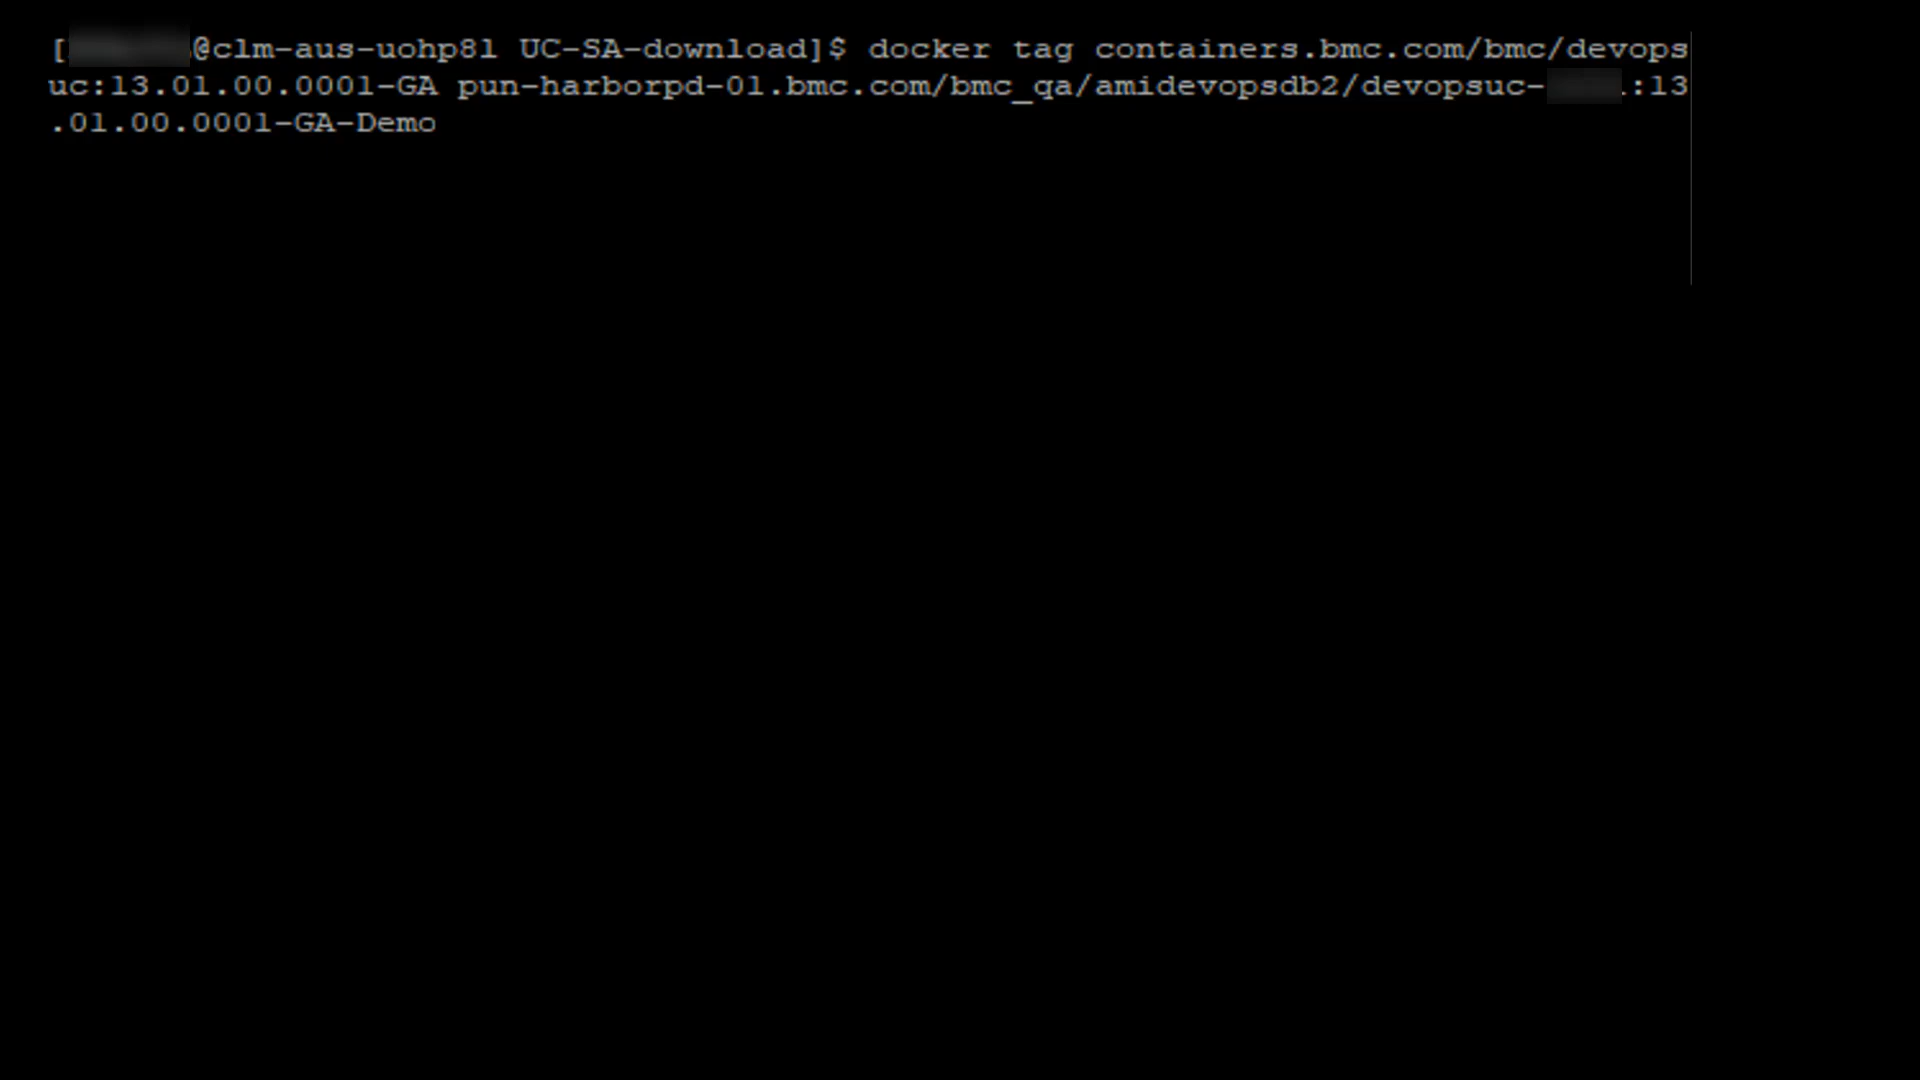 [@clm-aus-uohp8l UC-SA-download]$ docker tag containers.bmc.com/bmc/devops
uc:13.01.00.0001-GA pun-harborpd-01.bmc.com/bmc_qa/amidevopsdb2/devopsuc-:13
.01.00.0001-GA-Demo